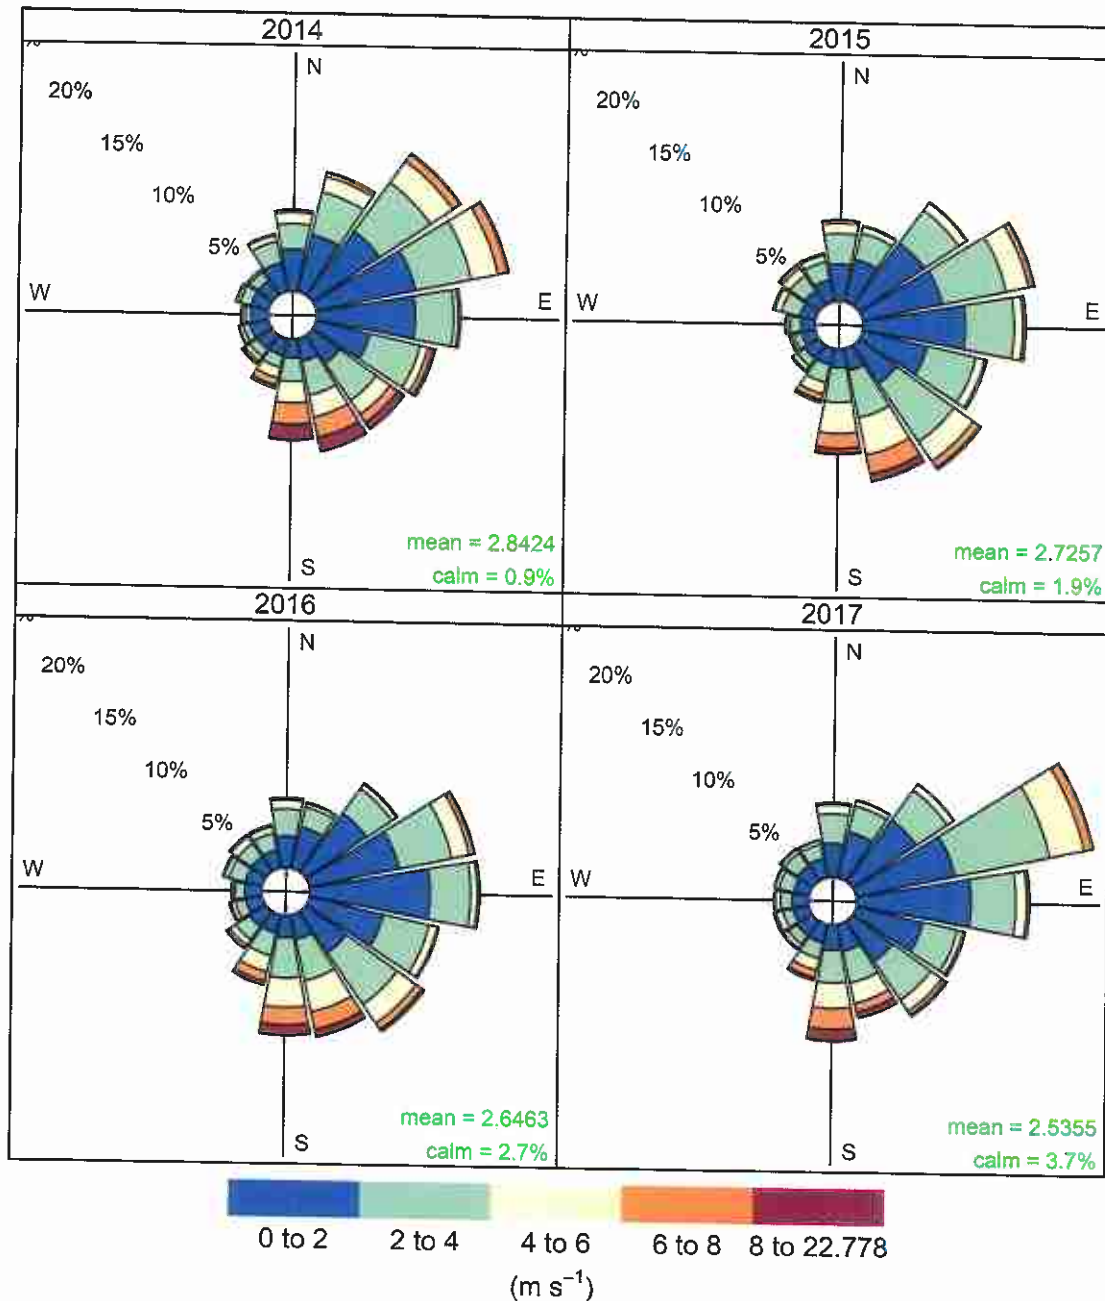 2014
2015
%
N
20%
15%
10%
5%
W
E
S
mean = 2.8424
calm = 0.9%
%
N
20%
15%
10%
5%
W
E
S
mean = 2.7257
calm = 1.9%
2016
2017
%
N
20%
15%
10%
5%
W
E
S
mean = 2.6463
calm = 2.7%
%
N
20%
15%
10%
5%
W
E
S
mean = 2.5355
calm = 3.7%
0 to 2 2 to 4 4 to 6 6 to 8 8 to 22.778
(m s⁻¹)